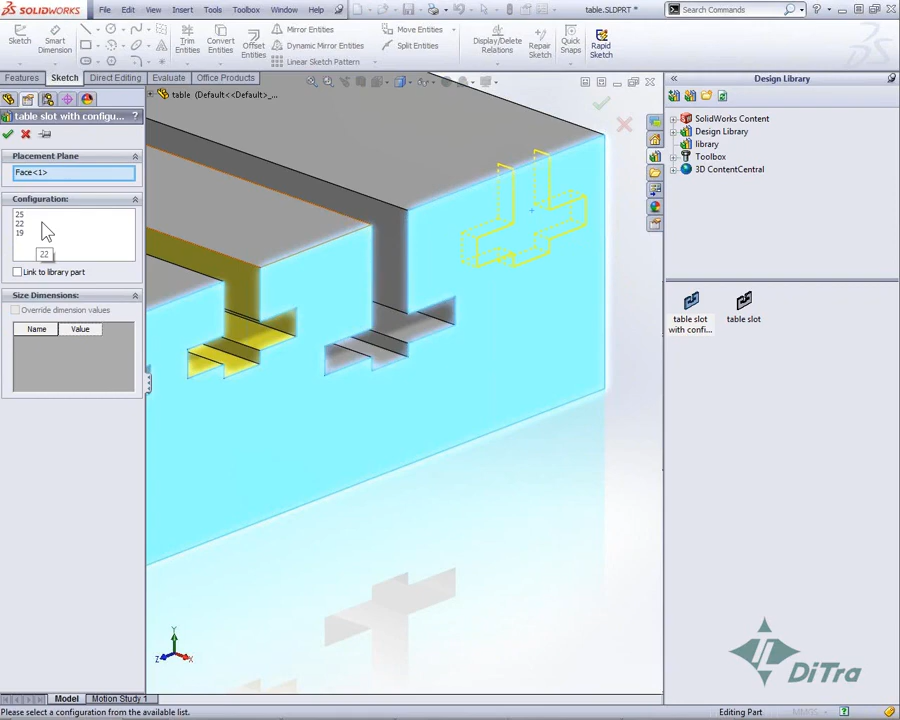 SOLIDWORKS File Edit View Insert Tools Toolbox Window Help table.SLDPRT * Search Commands
Sketch Smart Dimension Trim Entities Convert Entities Offset Entities Mirror Entities Dynamic Mirror Entities Linear Sketch Pattern Move Entities Split Entities Display/Delete Relations Repair Sketch Quick Snaps Rapid Sketch
Features Sketch Direct Editing Evaluate Office Products
Design Library
table (Default<<Default>_...
table slot with configu... ?
Placement Plane
Face<1>
Configuration:
25
22
19
22
Link to library part
Size Dimensions:
Override dimension values
Name Value
SolidWorks Content
Design Library
library
Toolbox
3D ContentCentral
table slot with confi...
table slot
Y
Z X
DiTra
Model Motion Study 1
Please select a configuration from the available list. Editing Part MMGS